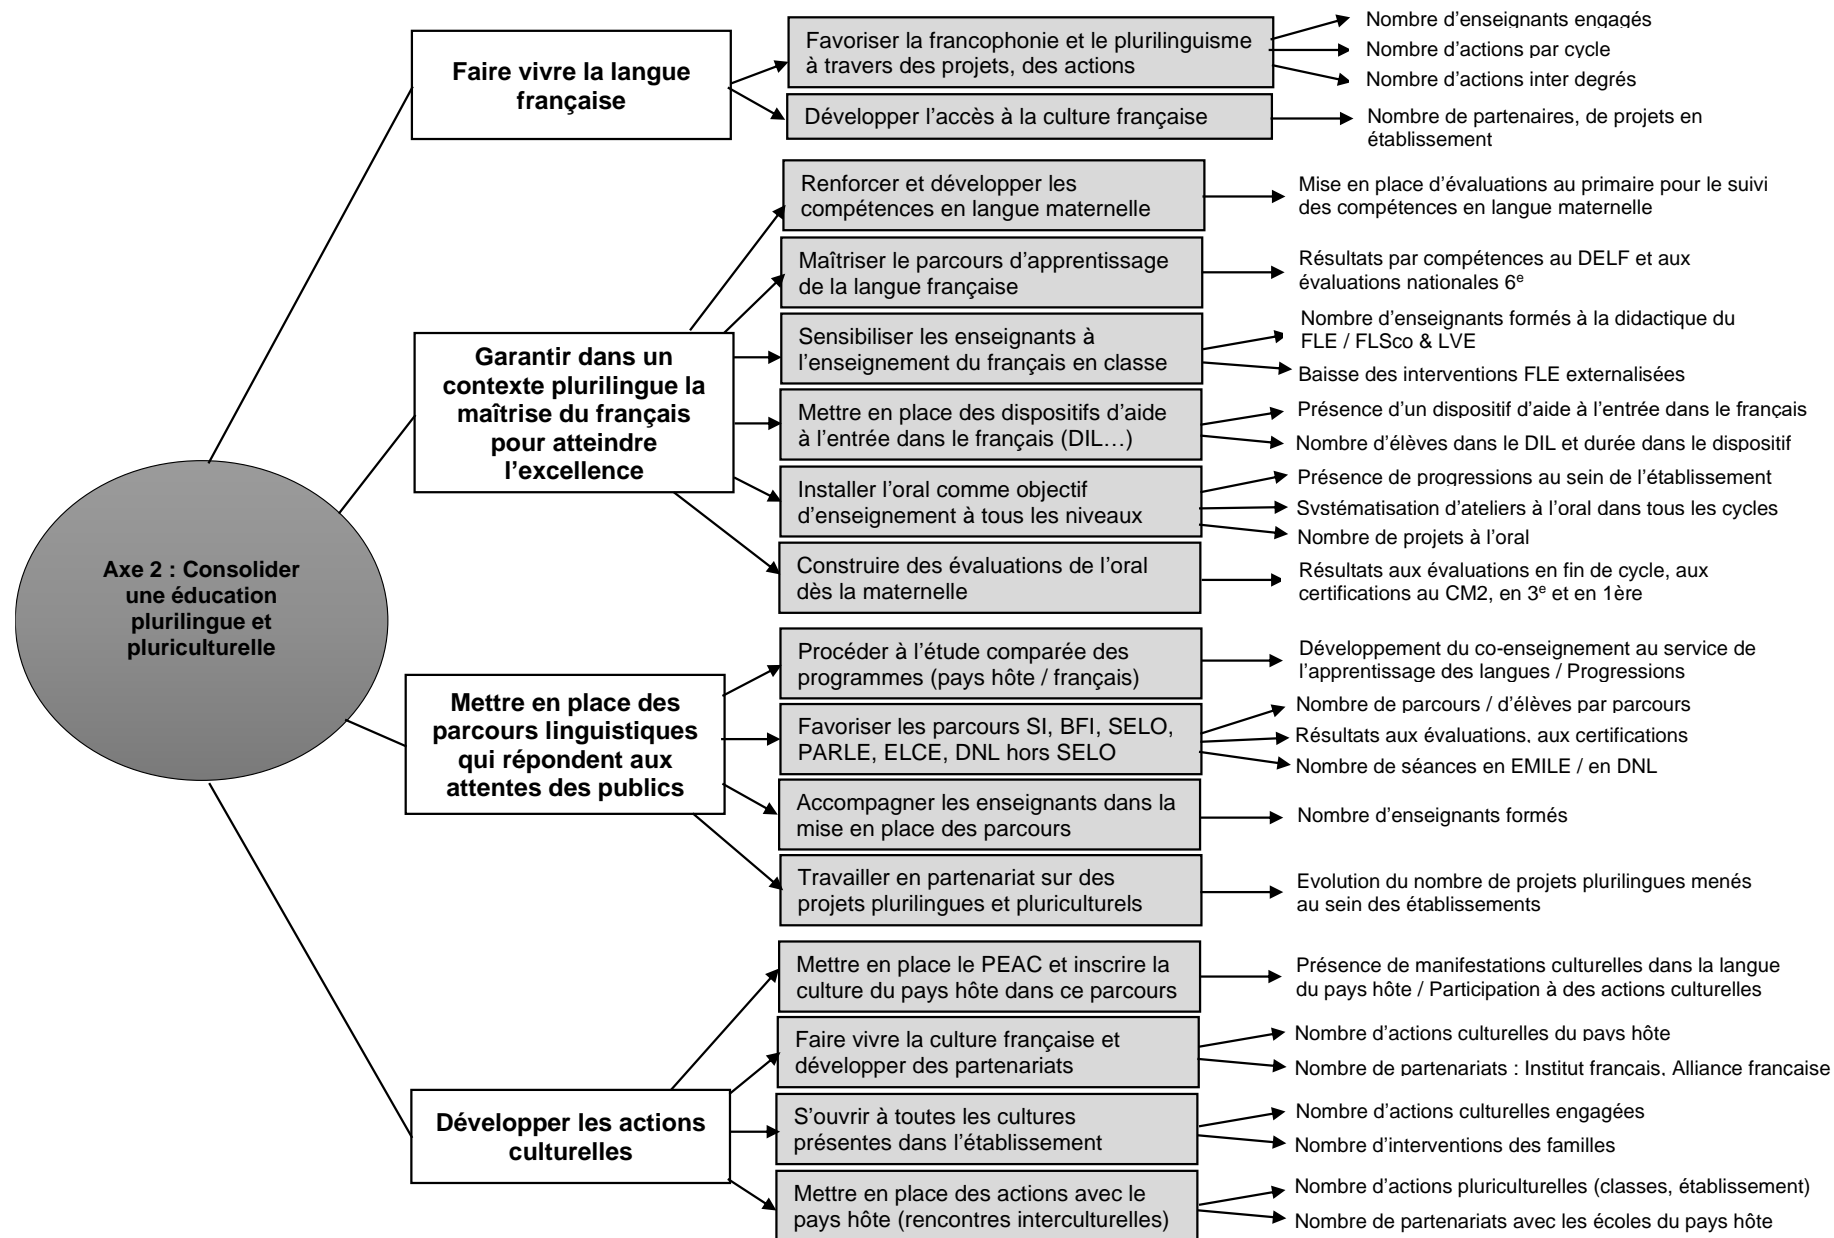 Axe 2 : Consolider
une éducation
plurilingue et
pluriculturelle
Faire vivre la langue
française
Favoriser la francophonie et le plurilinguisme
à travers des projets, des actions
Nombre d'enseignants engagés
Nombre d'actions par cycle
Nombre d'actions inter degrés
Développer l'accès à la culture française
Nombre de partenaires, de projets en
établissement
Garantir dans un
contexte plurilingue la
maîtrise du français
pour atteindre
l'excellence
Renforcer et développer les
compétences en langue maternelle
Mise en place d'évaluations au primaire pour le suivi
des compétences en langue maternelle
Maîtriser le parcours d'apprentissage
de la langue française
Résultats par compétences au DELF et aux
évaluations nationales 6e
Sensibiliser les enseignants à
l'enseignement du français en classe
Nombre d'enseignants formés à la didactique du
FLE / FLSco & LVE
Baisse des interventions FLE externalisées
Mettre en place des dispositifs d'aide
à l'entrée dans le français (DIL…)
Présence d'un dispositif d'aide à l'entrée dans le français
Nombre d'élèves dans le DIL et durée dans le dispositif
Installer l'oral comme objectif
d'enseignement à tous les niveaux
Présence de progressions au sein de l'établissement
Systématisation d'ateliers à l'oral dans tous les cycles
Nombre de projets à l'oral
Construire des évaluations de l'oral
dès la maternelle
Résultats aux évaluations en fin de cycle, aux
certifications au CM2, en 3e et en 1ère
Mettre en place des
parcours linguistiques
qui répondent aux
attentes des publics
Procéder à l'étude comparée des
programmes (pays hôte / français)
Développement du co-enseignement au service de
l'apprentissage des langues / Progressions
Favoriser les parcours SI, BFI, SELO,
PARLE, ELCE, DNL hors SELO
Nombre de parcours / d'élèves par parcours
Résultats aux évaluations, aux certifications
Nombre de séances en EMILE / en DNL
Accompagner les enseignants dans la
mise en place des parcours
Nombre d'enseignants formés
Travailler en partenariat sur des
projets plurilingues et pluriculturels
Evolution du nombre de projets plurilingues menés
au sein des établissements
Développer les actions
culturelles
Mettre en place le PEAC et inscrire la
culture du pays hôte dans ce parcours
Présence de manifestations culturelles dans la langue
du pays hôte / Participation à des actions culturelles
Faire vivre la culture française et
développer des partenariats
Nombre d'actions culturelles du pays hôte
Nombre de partenariats : Institut français, Alliance française
S'ouvrir à toutes les cultures
présentes dans l'établissement
Nombre d'actions culturelles engagées
Nombre d'interventions des familles
Mettre en place des actions avec le
pays hôte (rencontres interculturelles)
Nombre d'actions pluriculturelles (classes, établissement)
Nombre de partenariats avec les écoles du pays hôte